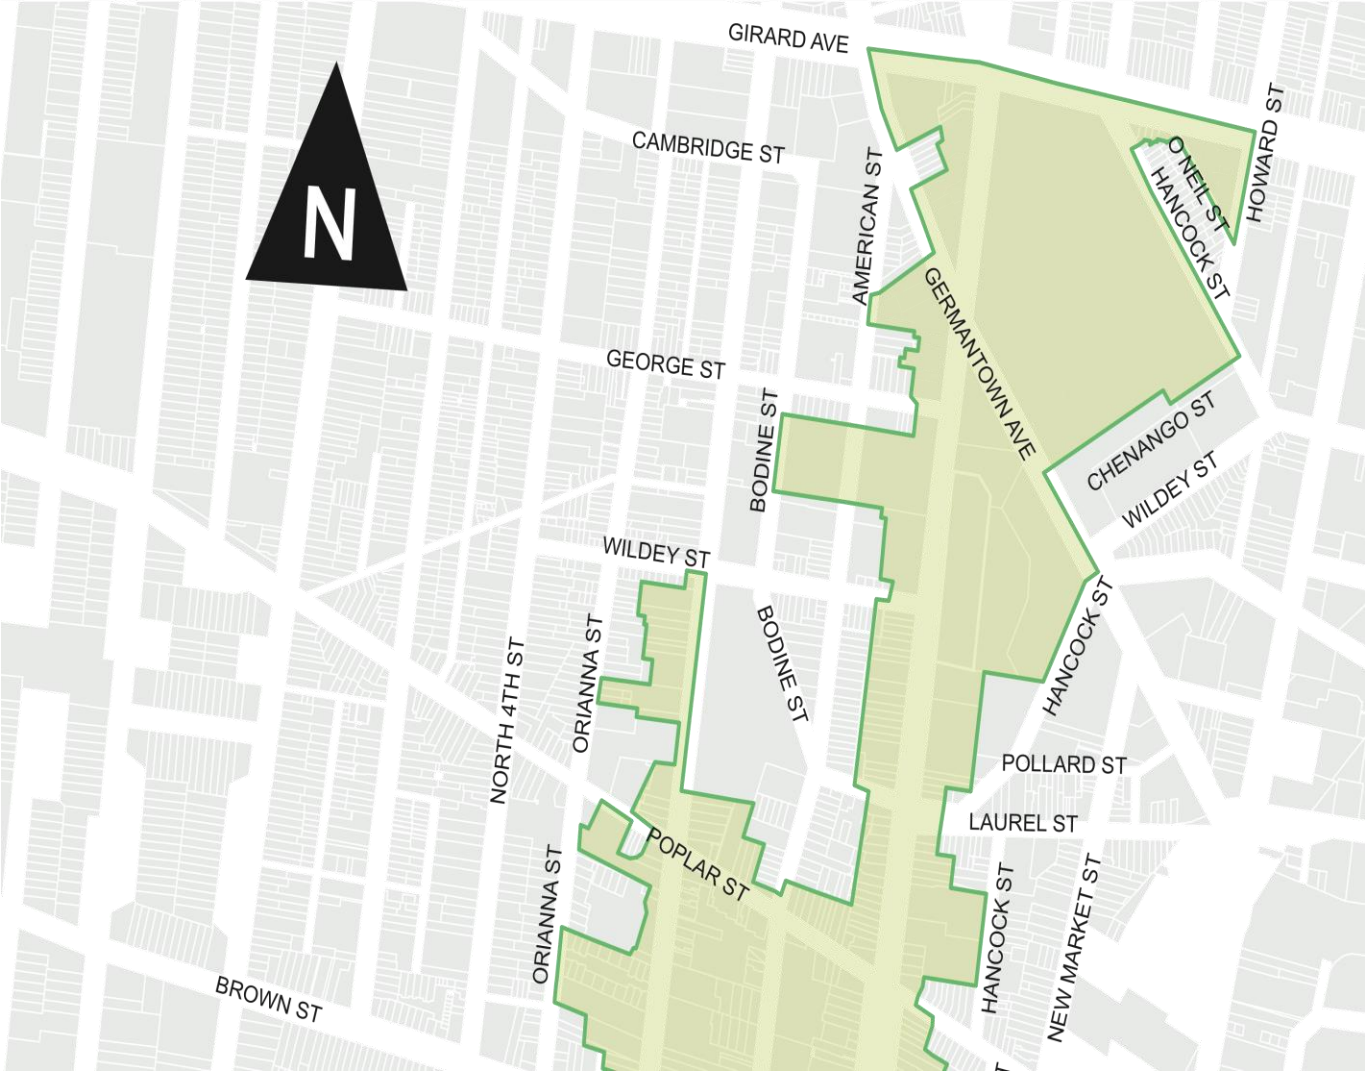 GIRARD AVE
HOWARD ST
CAMBRIDGE ST
O NEIL ST
HANCOCK ST
AMERICAN ST
N
GERMANTOWN AVE
GEORGE ST
BODINE ST
CHENANGO ST
WILDEY ST
WILDEY ST
HANCOCK ST
BODINE ST
ORIANNA ST
NORTH 4TH ST
POLLARD ST
LAUREL ST
POPLAR ST
ORIANNA ST
HANCOCK ST
NEW MARKET ST
BROWN ST